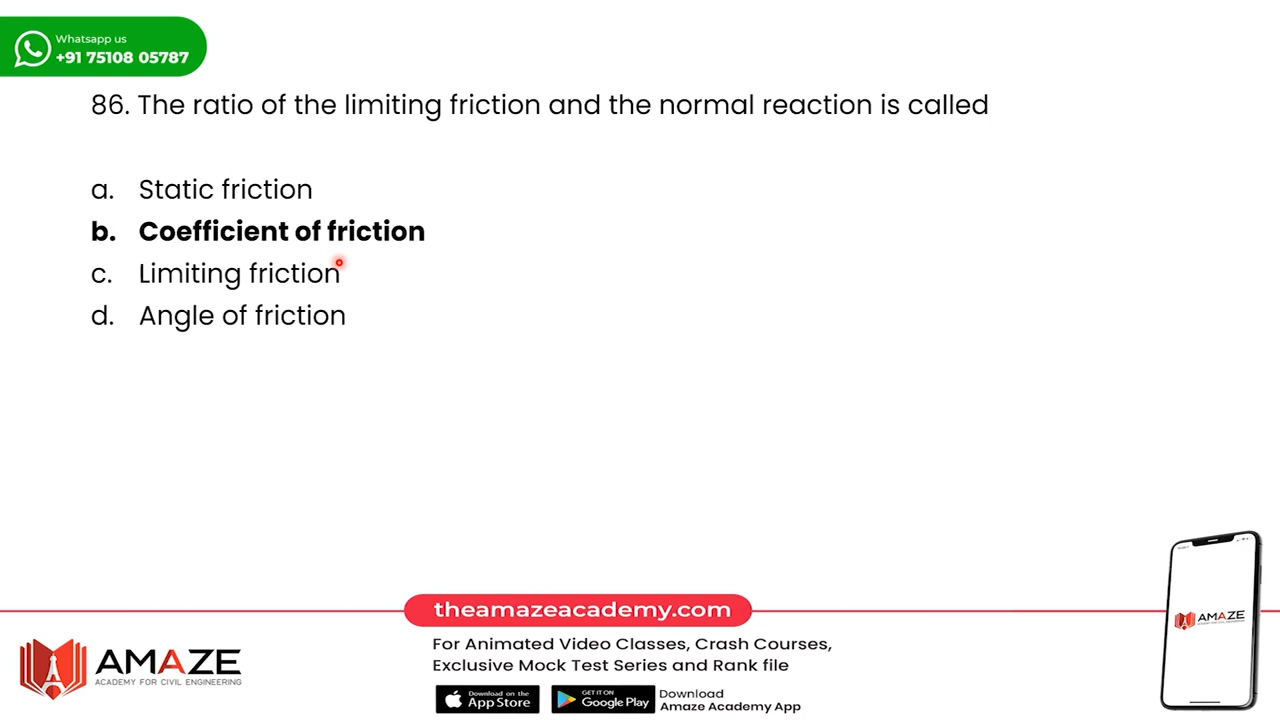 Whatsapp us
+91 75108 05787
86. The ratio of the limiting friction and the normal reaction is called
a. Static friction
b. Coefficient of friction
c. Limiting friction
d. Angle of friction
theamazeacademy.com
For Animated Video Classes, Crash Courses,
Exclusive Mock Test Series and Rank file
AMAZE
ACADEMY FOR CIVIL ENGINEERING
Download on the
App Store
GET IT ON
Google Play
Download
Amaze Academy App
AMAZE